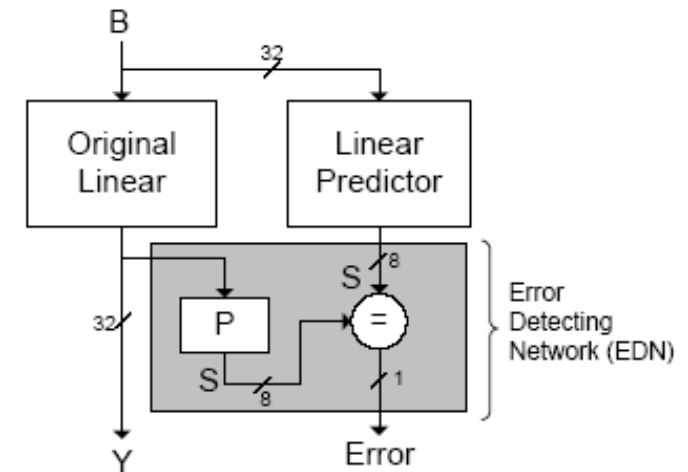 B
32
Original
Linear
Linear
Predictor
8
S
P
=
32
S
8
1
Error
Detecting
Network (EDN)
Y
Error